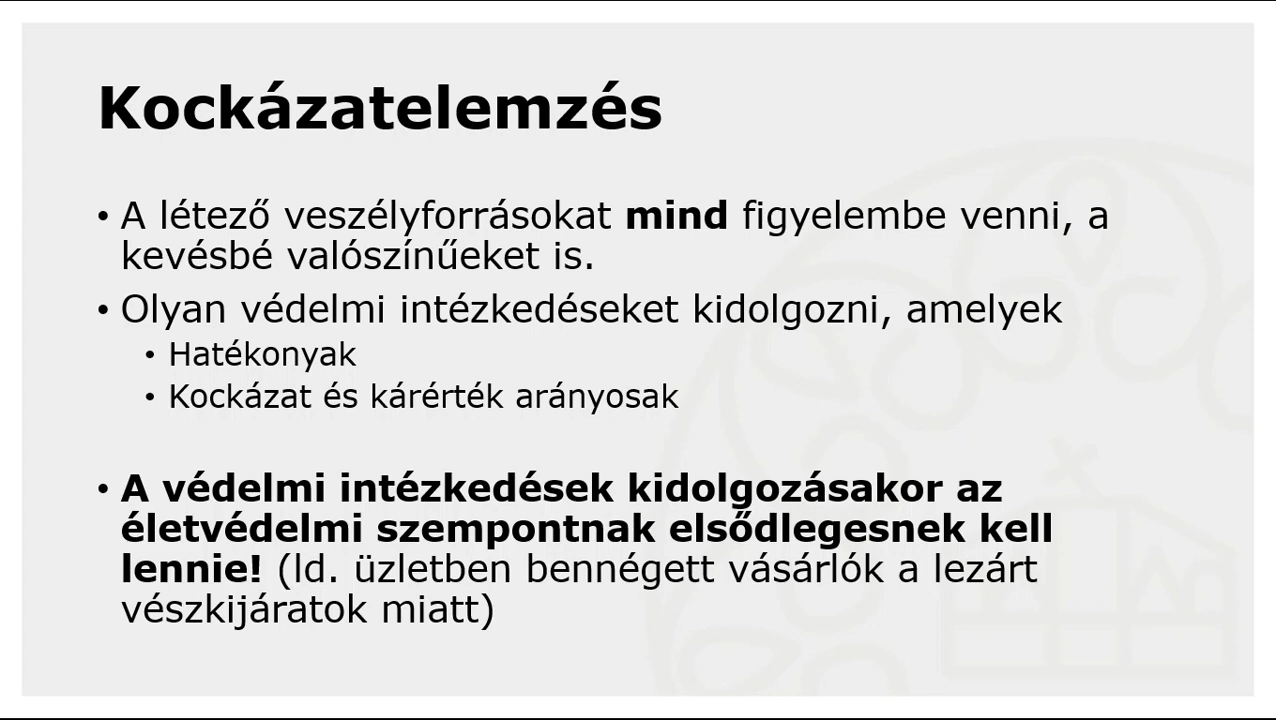 Kockázatelemzés
• A létező veszélyforrásokat mind figyelembe venni, a
kevésbé valószínűeket is.
• Olyan védelmi intézkedéseket kidolgozni, amelyek
• Hatékonyak
• Kockázat és kárérték arányosak
• A védelmi intézkedések kidolgozásakor az
életvédelmi szempontnak elsődlegesnek kell
lennie! (ld. üzletben bennégett vásárlók a lezárt
vészkijáratok miatt)